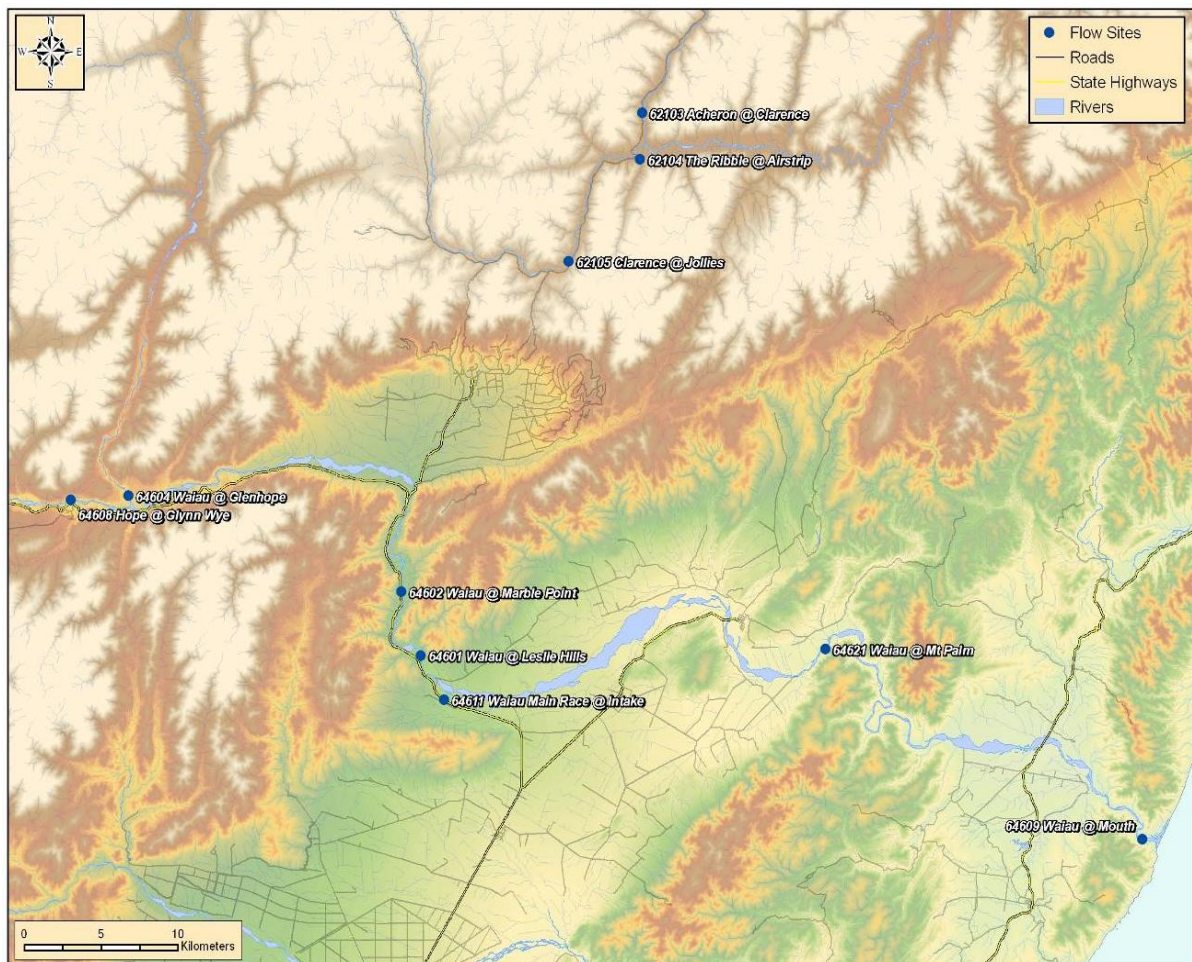 N
W E
S
Flow Sites
Roads
State Highways
Rivers
62103 Acheron @ Clarence
62104 The Ribble @ Airstrip
62105 Clarence @ Jollies
64604 Waiau @ Glenhope
64608 Hope @ Glynn Wye
64602 Waiau @ Marble Point
64601 Waiau @ Leslie Hills
64621 Waiau @ Mt Palm
64611 Waiau Main Race @ Intake
64609 Waiau @ Mouth
0 5 10
Kilometers